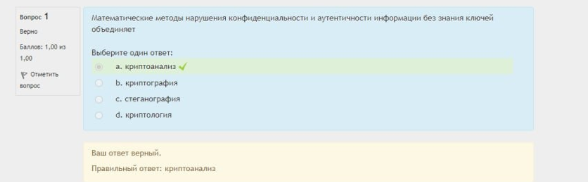 Вопрос 1
Верно
Баллов: 1,00 из
1,00
Отметить
вопрос
Математические методы нарушения конфиденциальности и аутентичности информации без знания ключей
объединяет
Выберите один ответ:
a. криптоанализ
b. криптография
c. стеганография
d. криптология
Ваш ответ верный.
Правильный ответ: криптоанализ